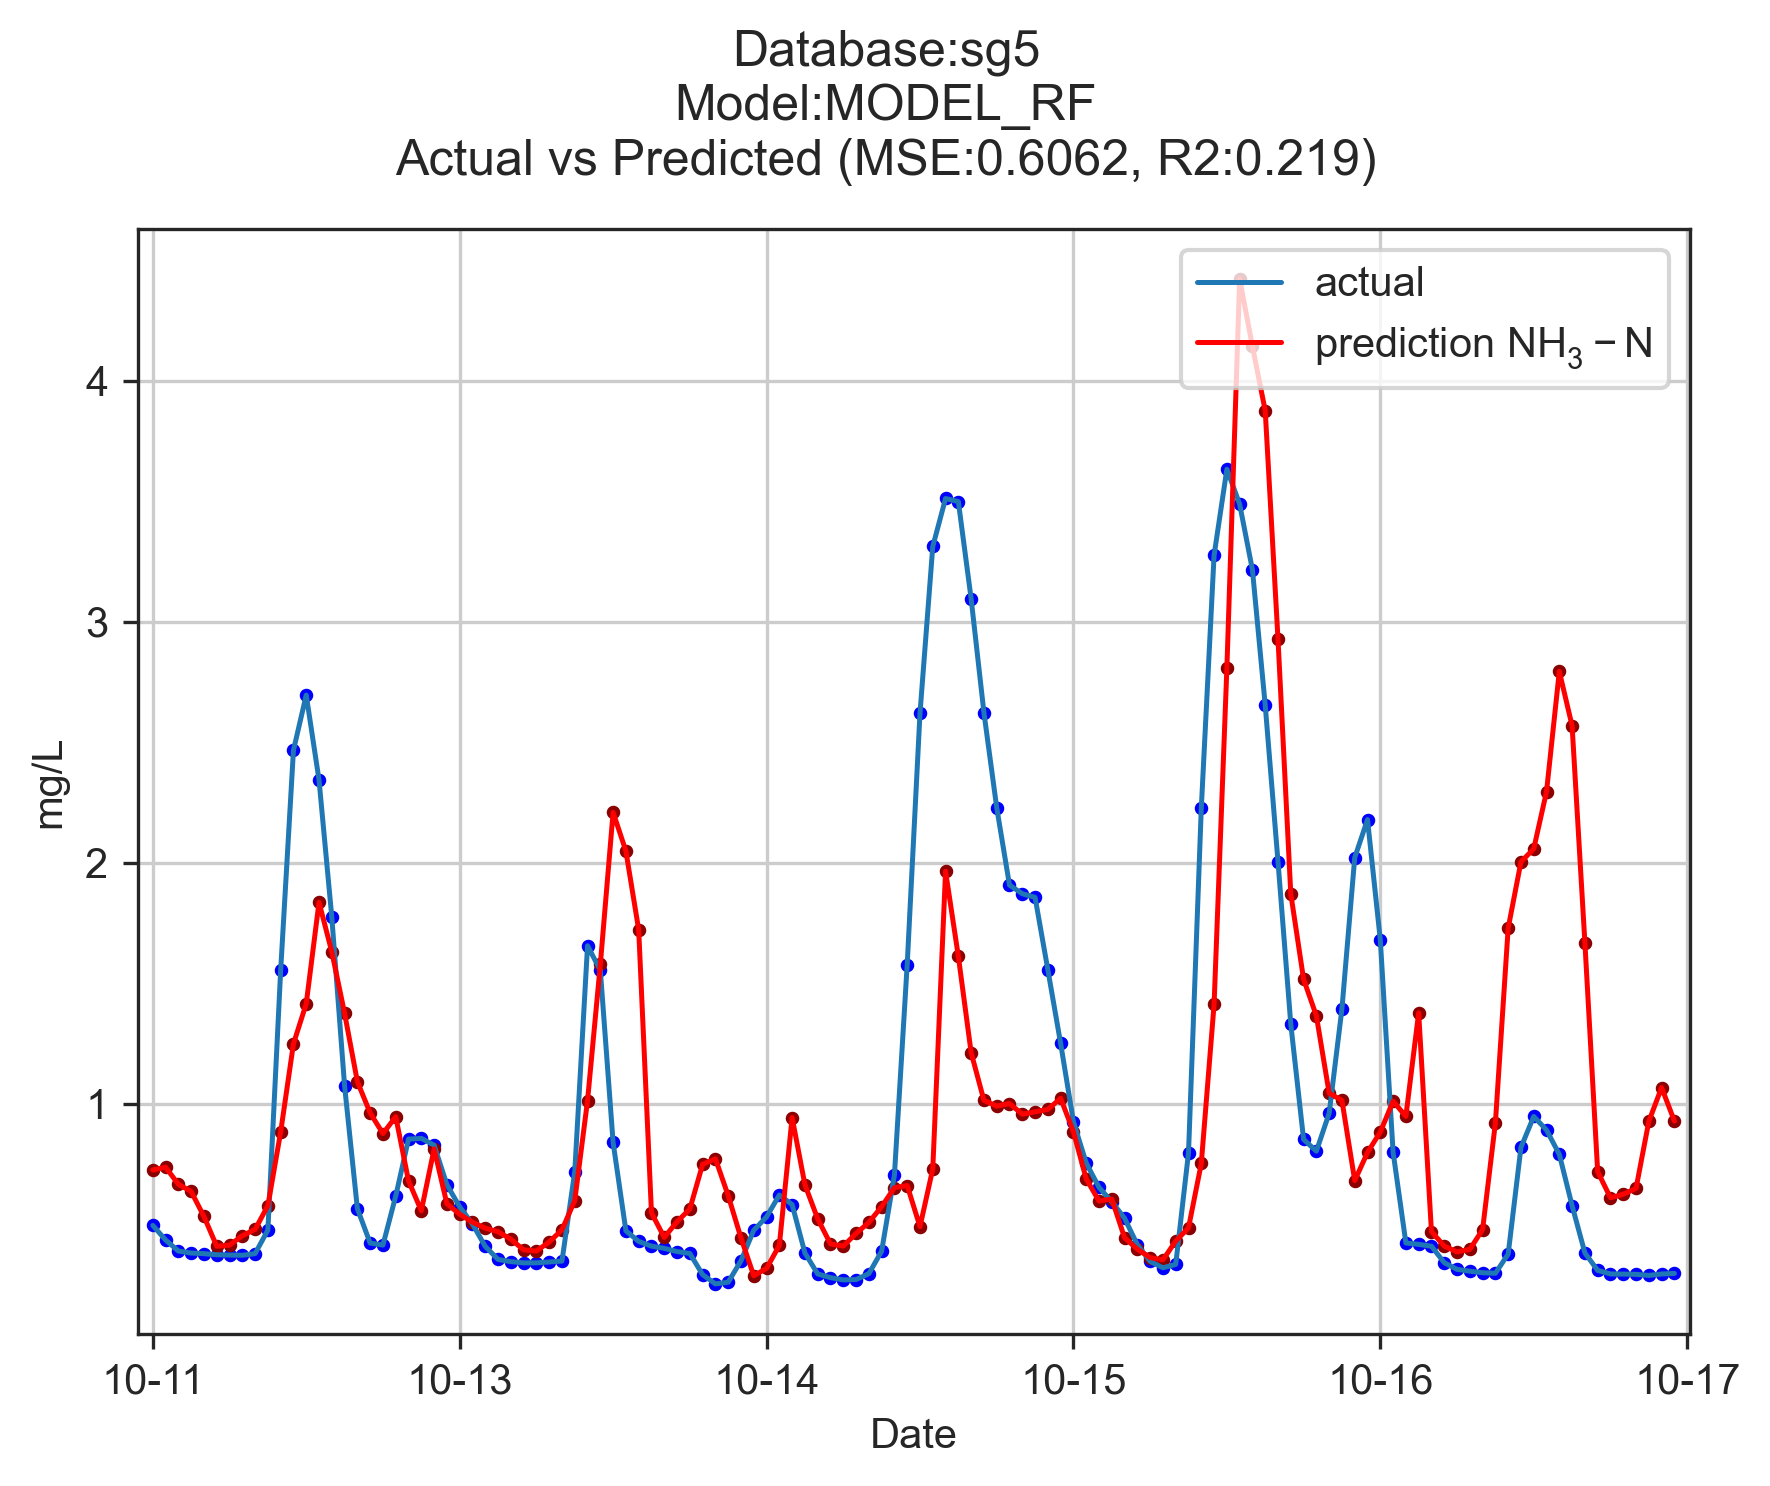 Database:sg5
Model:MODEL_RF
Actual vs Predicted (MSE:0.6062, R2:0.219)
actual
prediction NH₃ − N
4
3
2
1
mg/L
10-11 10-13 10-14 10-15 10-16 10-17
Date